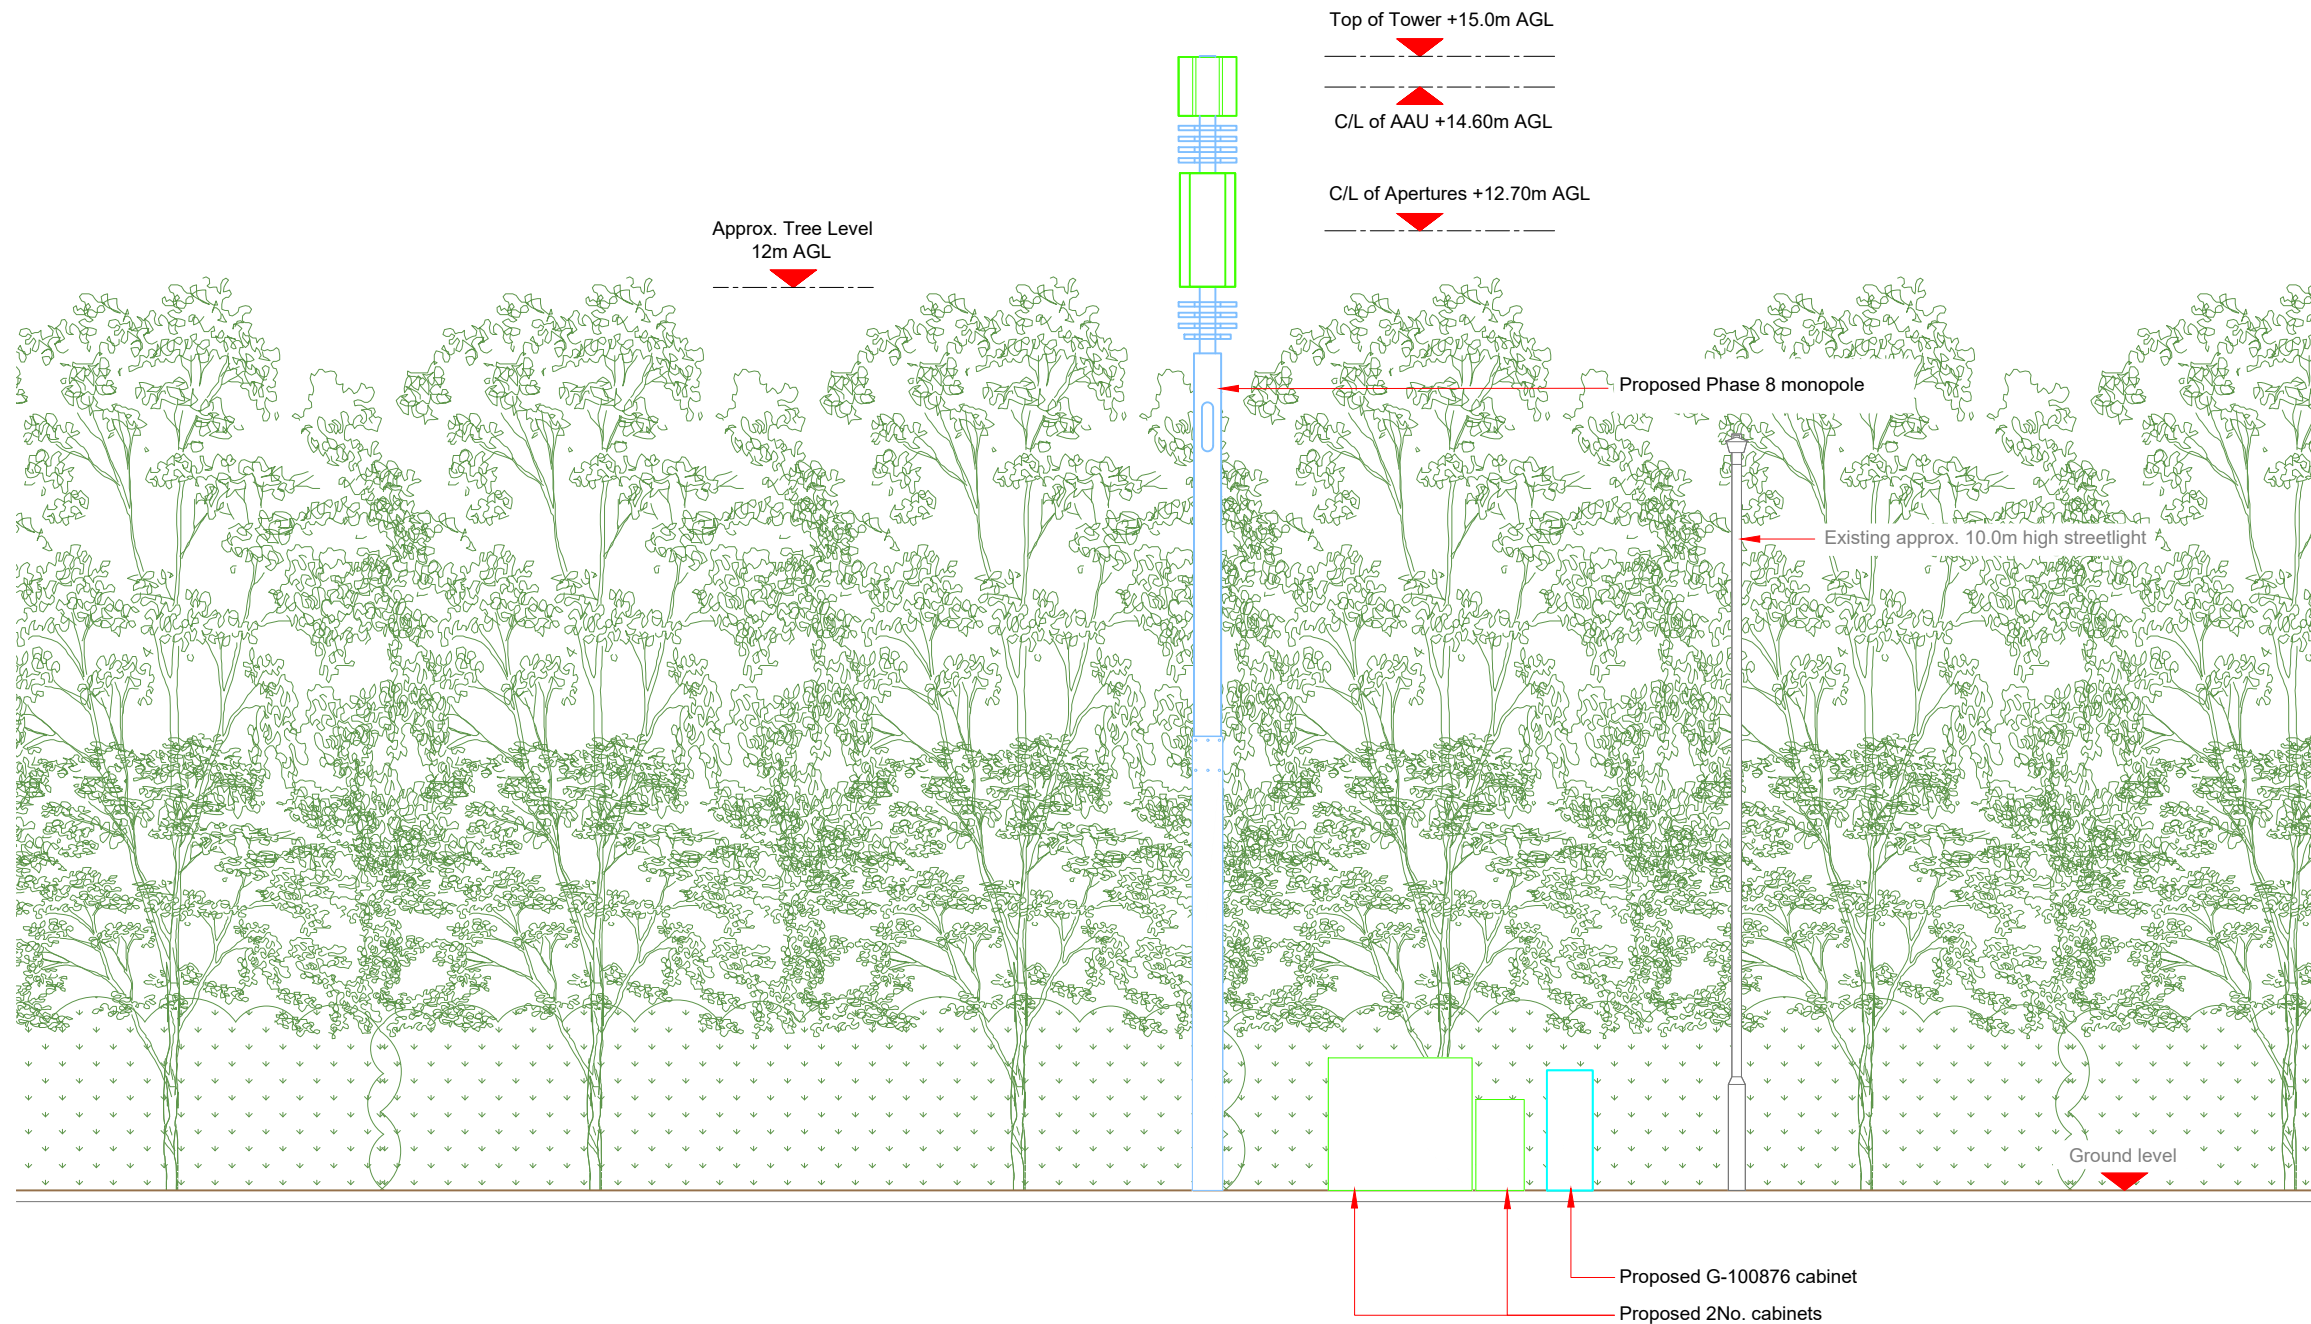 Top of Tower +15.0m AGL
C/L of AAU +14.60m AGL
C/L of Apertures +12.70m AGL
Approx. Tree Level
12m AGL
Proposed Phase 8 monopole
Existing approx. 10.0m high streetlight
Ground level
Proposed G-100876 cabinet
Proposed 2No. cabinets